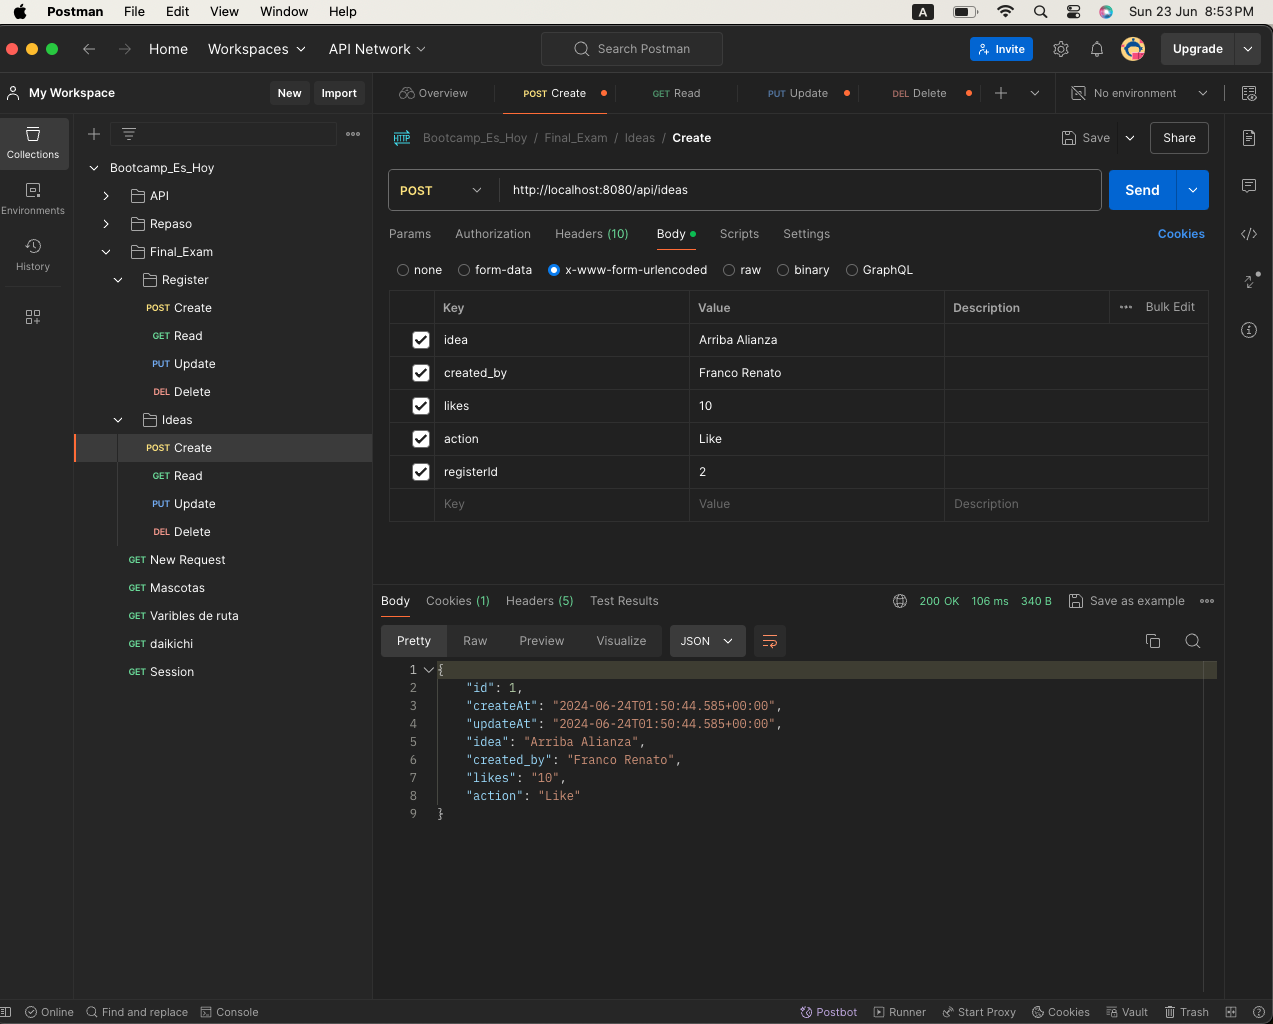 Postman File Edit View Window Help A Sun 23 Jun 8:53 PM
Home Workspaces API Network Search Postman Invite Upgrade
My Workspace New Import Overview POST Create GET Read PUT Update DEL Delete No environment
Collections
Environments
History
Bootcamp_Es_Hoy
API
Repaso
Final_Exam
Register
POST Create
GET Read
PUT Update
DEL Delete
Ideas
POST Create
GET Read
PUT Update
DEL Delete
GET New Request
GET Mascotas
GET Varibles de ruta
GET daikichi
GET Session
HTTP Bootcamp_Es_Hoy / Final_Exam / Ideas / Create Save Share
POST http://localhost:8080/api/ideas Send
Params Authorization Headers (10) Body Scripts Settings Cookies
none form-data x-www-form-urlencoded raw binary GraphQL
Key Value Description Bulk Edit
idea Arriba Alianza
created_by Franco Renato
likes 10
action Like
registerId 2
Key Value Description
Body Cookies (1) Headers (5) Test Results 200 OK 106 ms 340 B Save as example
Pretty Raw Preview Visualize JSON
1 {
2 "id": 1,
3 "createAt": "2024-06-24T01:50:44.585+00:00",
4 "updateAt": "2024-06-24T01:50:44.585+00:00",
5 "idea": "Arriba Alianza",
6 "created_by": "Franco Renato",
7 "likes": "10",
8 "action": "Like"
9 }
Online Find and replace Console Postbot Runner Start Proxy Cookies Vault Trash